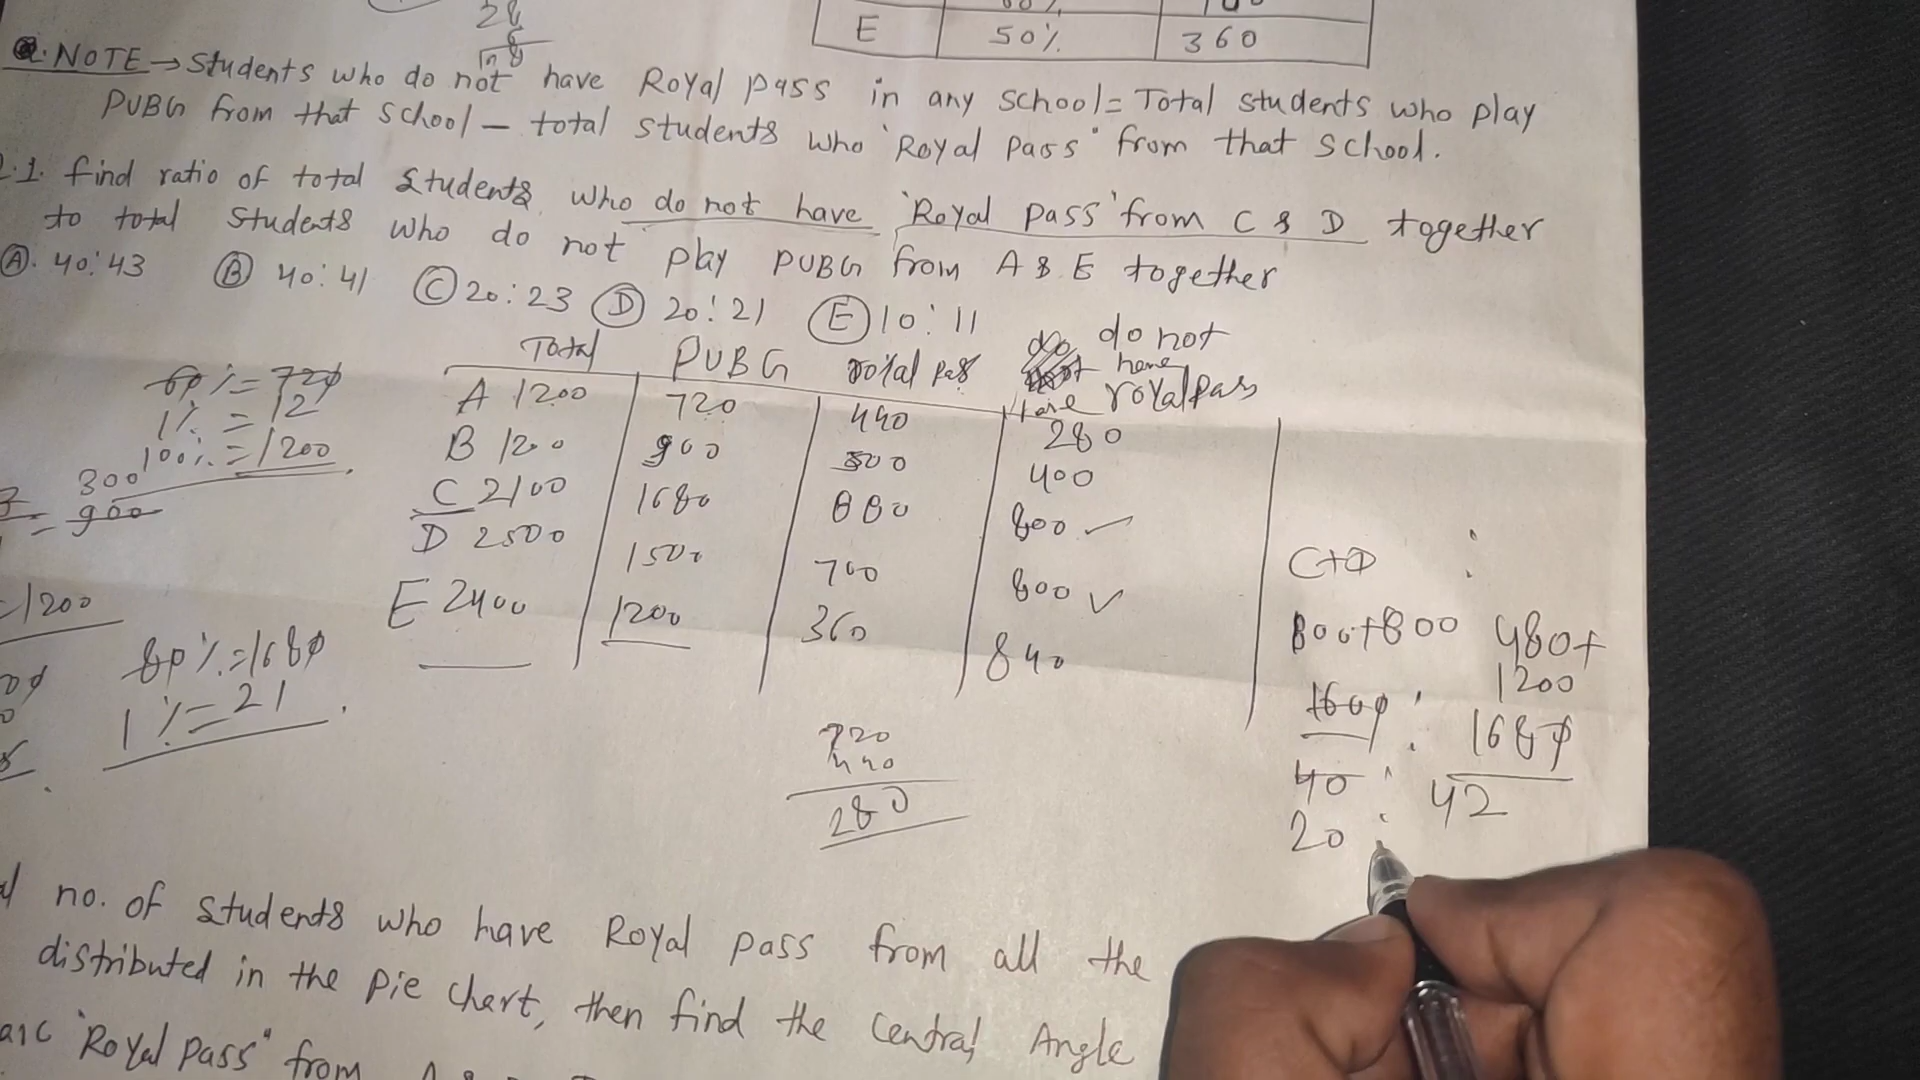 28
8
E 50% 360
Q. NOTE → Students who do not have Royal pass in any school = Total students who play
PUBG from that school - total students who 'Royal Pass' from that school.
.1. find ratio of total students who do not have 'Royal pass' from C & D together
to total students who do not play PUBG from A & E together
(A). 40:43 (B) 40:41 (C) 20:23 (D) 20:21 (E) 10:11
Total PUBG royal pas do not
have
royalpass
60% = 720
1% = 12
100% = 1200
300
= 900
A 1200 720 440 280
B 1200 900 500 400
C 2100 1680 880 800 ✓
D 2500 1500 700 800 ✓
E 2400 1200 360 840
=1200
80% = 1680
1% = 21
720
440
280
C+D :
800+800 480+
1200
1600 : 1680
40 : 42
20 :
no. of students who have Royal pass from all the
distributed in the pie chart, then find the Central Angle
"Royal pass" from